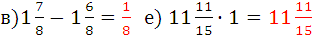 в) 1 7/8 − 1 6/8 = 1/8 е) 11 11/15 · 1 = 11 11/15